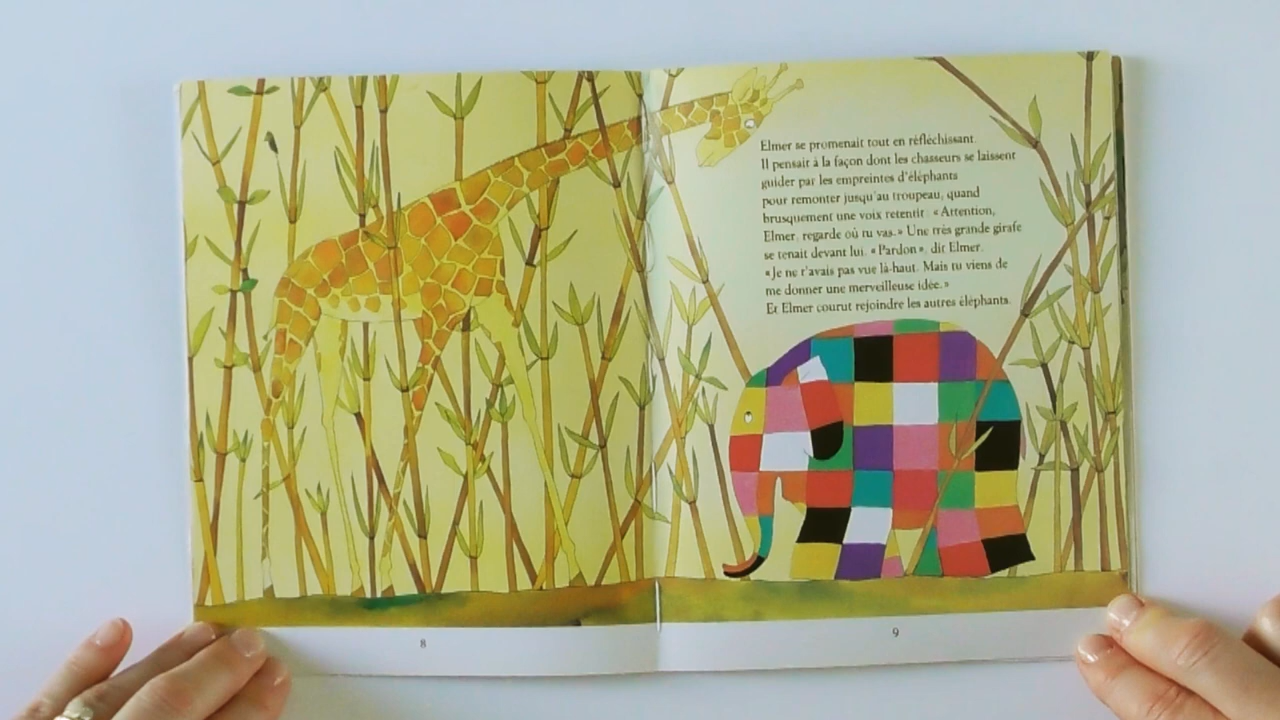 Elmer se promenait tout en réfléchissant.
Il pensait à la façon dont les chasseurs se laissent
guider par les empreintes d'éléphants
pour remonter jusqu'au troupeau, quand
brusquement une voix retentit : « Attention,
Elmer, regarde où tu vas. » Une très grande girafe
se tenait devant lui. « Pardon », dit Elmer.
« Je ne t'avais pas vue là-haut. Mais tu viens de
me donner une merveilleuse idée. »
Et Elmer courut rejoindre les autres éléphants.
8
9